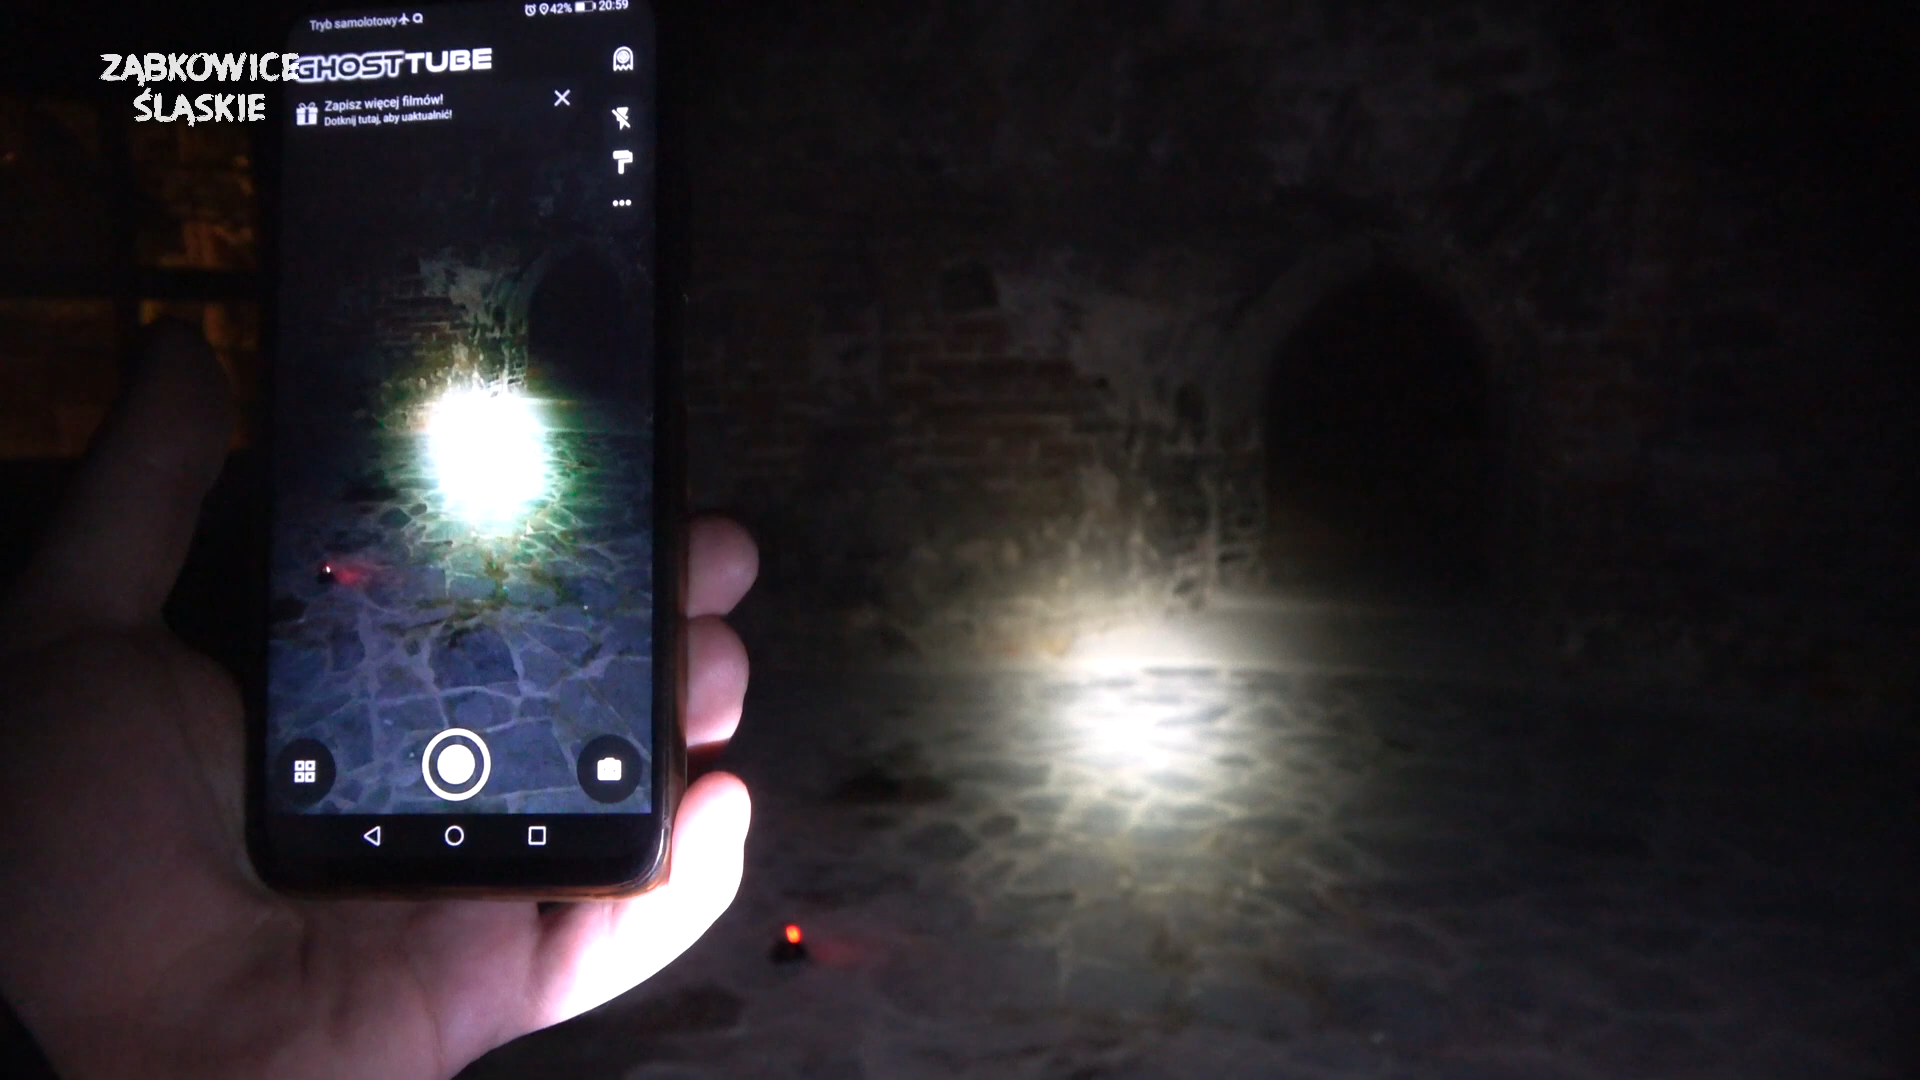 Tryb samolotowy
42% 20:59
ZĄBKOWICE
ŚLĄSKIE
GHOSTTUBE
Zapisz więcej filmów!
Dotknij tutaj, aby uaktualnić!